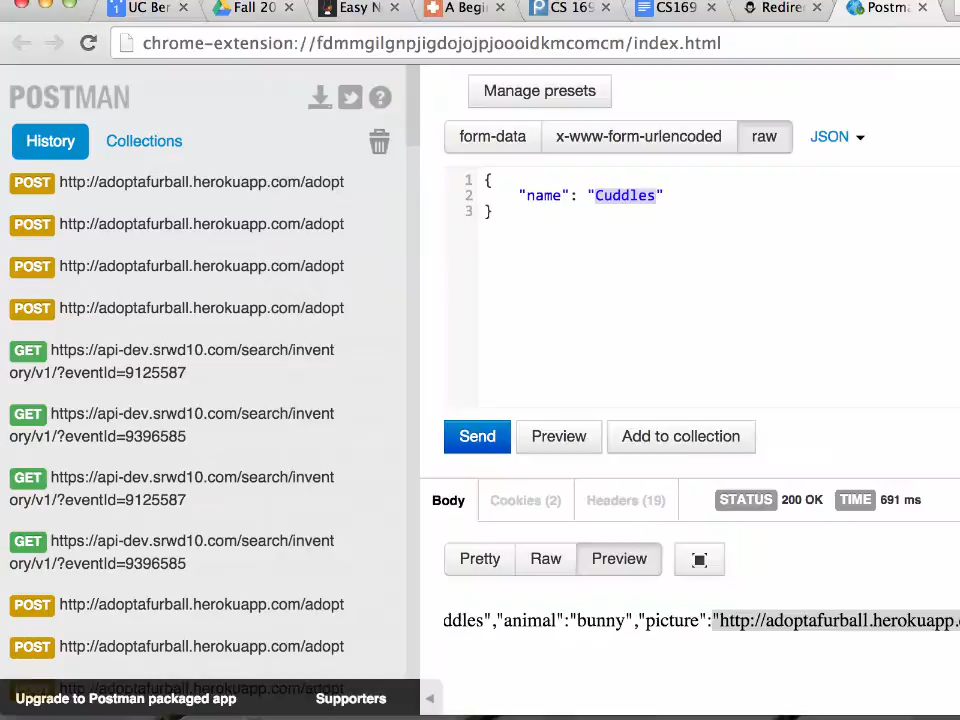 UC Ber
Fall 20
Easy N
A Begi
CS 169
CS169
Redire
Postm
chrome-extension://fdmmgilgnpjigdojojpjoooidkmcomcm/index.html
POSTMAN
History
Collections
POST http://adoptafurball.herokuapp.com/adopt
POST http://adoptafurball.herokuapp.com/adopt
POST http://adoptafurball.herokuapp.com/adopt
POST http://adoptafurball.herokuapp.com/adopt
GET https://api-dev.srwd10.com/search/invent
ory/v1/?eventId=9125587
GET https://api-dev.srwd10.com/search/invent
ory/v1/?eventId=9396585
GET https://api-dev.srwd10.com/search/invent
ory/v1/?eventId=9125587
GET https://api-dev.srwd10.com/search/invent
ory/v1/?eventId=9396585
POST http://adoptafurball.herokuapp.com/adopt
POST http://adoptafurball.herokuapp.com/adopt
http://adoptafurball.herokuapp.com/adopt
Upgrade to Postman packaged app
Supporters
Manage presets
form-data
x-www-form-urlencoded
raw
JSON
1 {
2 "name": "Cuddles"
3 }
Send
Preview
Add to collection
Body
Cookies (2)
Headers (19)
STATUS 200 OK
TIME 691 ms
Pretty
Raw
Preview
ddles","animal":"bunny","picture":"http://adoptafurball.herokuapp.